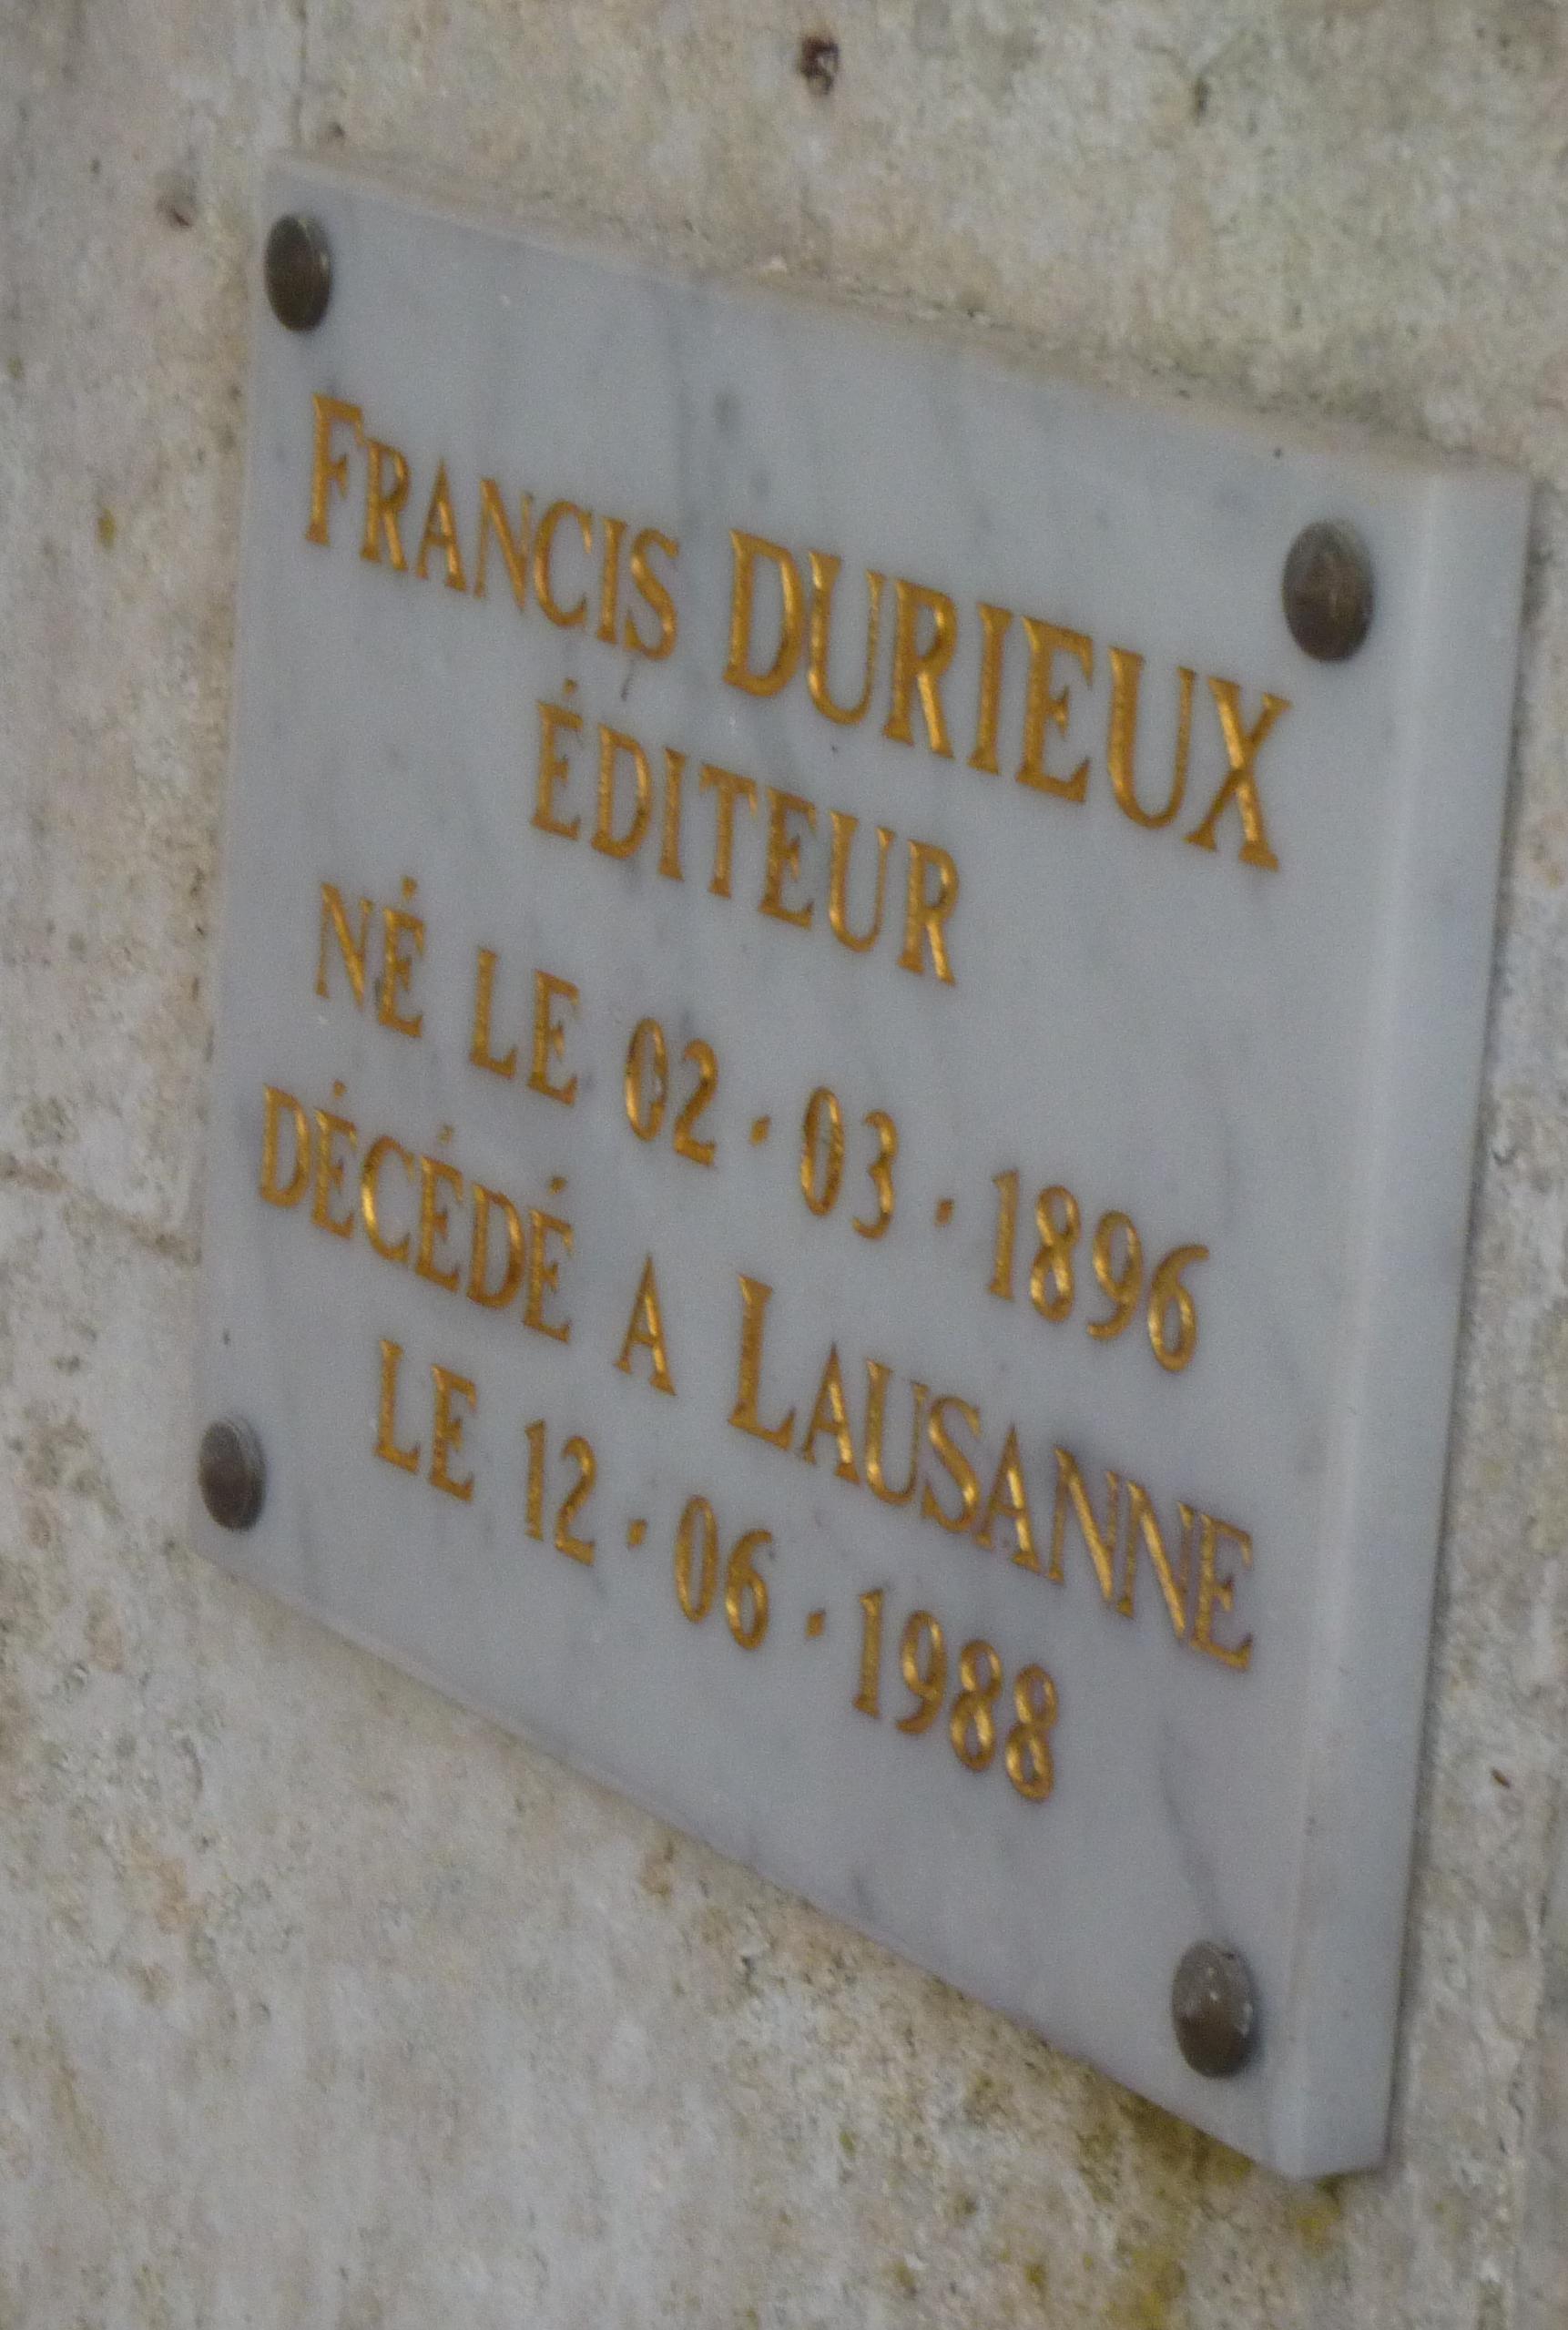 FRANCIS DURIEUX
ÉDITEUR
NÉ LE 02 · 03 · 1896
DÉCÉDÉ A LAUSANNE
LE 12 · 06 · 1988